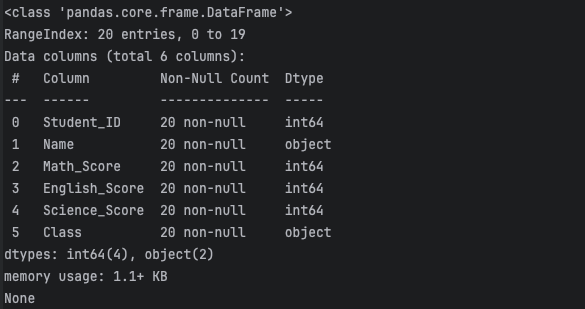 <class 'pandas.core.frame.DataFrame'>
RangeIndex: 20 entries, 0 to 19
Data columns (total 6 columns):
 #   Column         Non-Null Count  Dtype
---  ------         --------------  -----
 0   Student_ID     20 non-null     int64
 1   Name           20 non-null     object
 2   Math_Score     20 non-null     int64
 3   English_Score  20 non-null     int64
 4   Science_Score  20 non-null     int64
 5   Class          20 non-null     object
dtypes: int64(4), object(2)
memory usage: 1.1+ KB
None